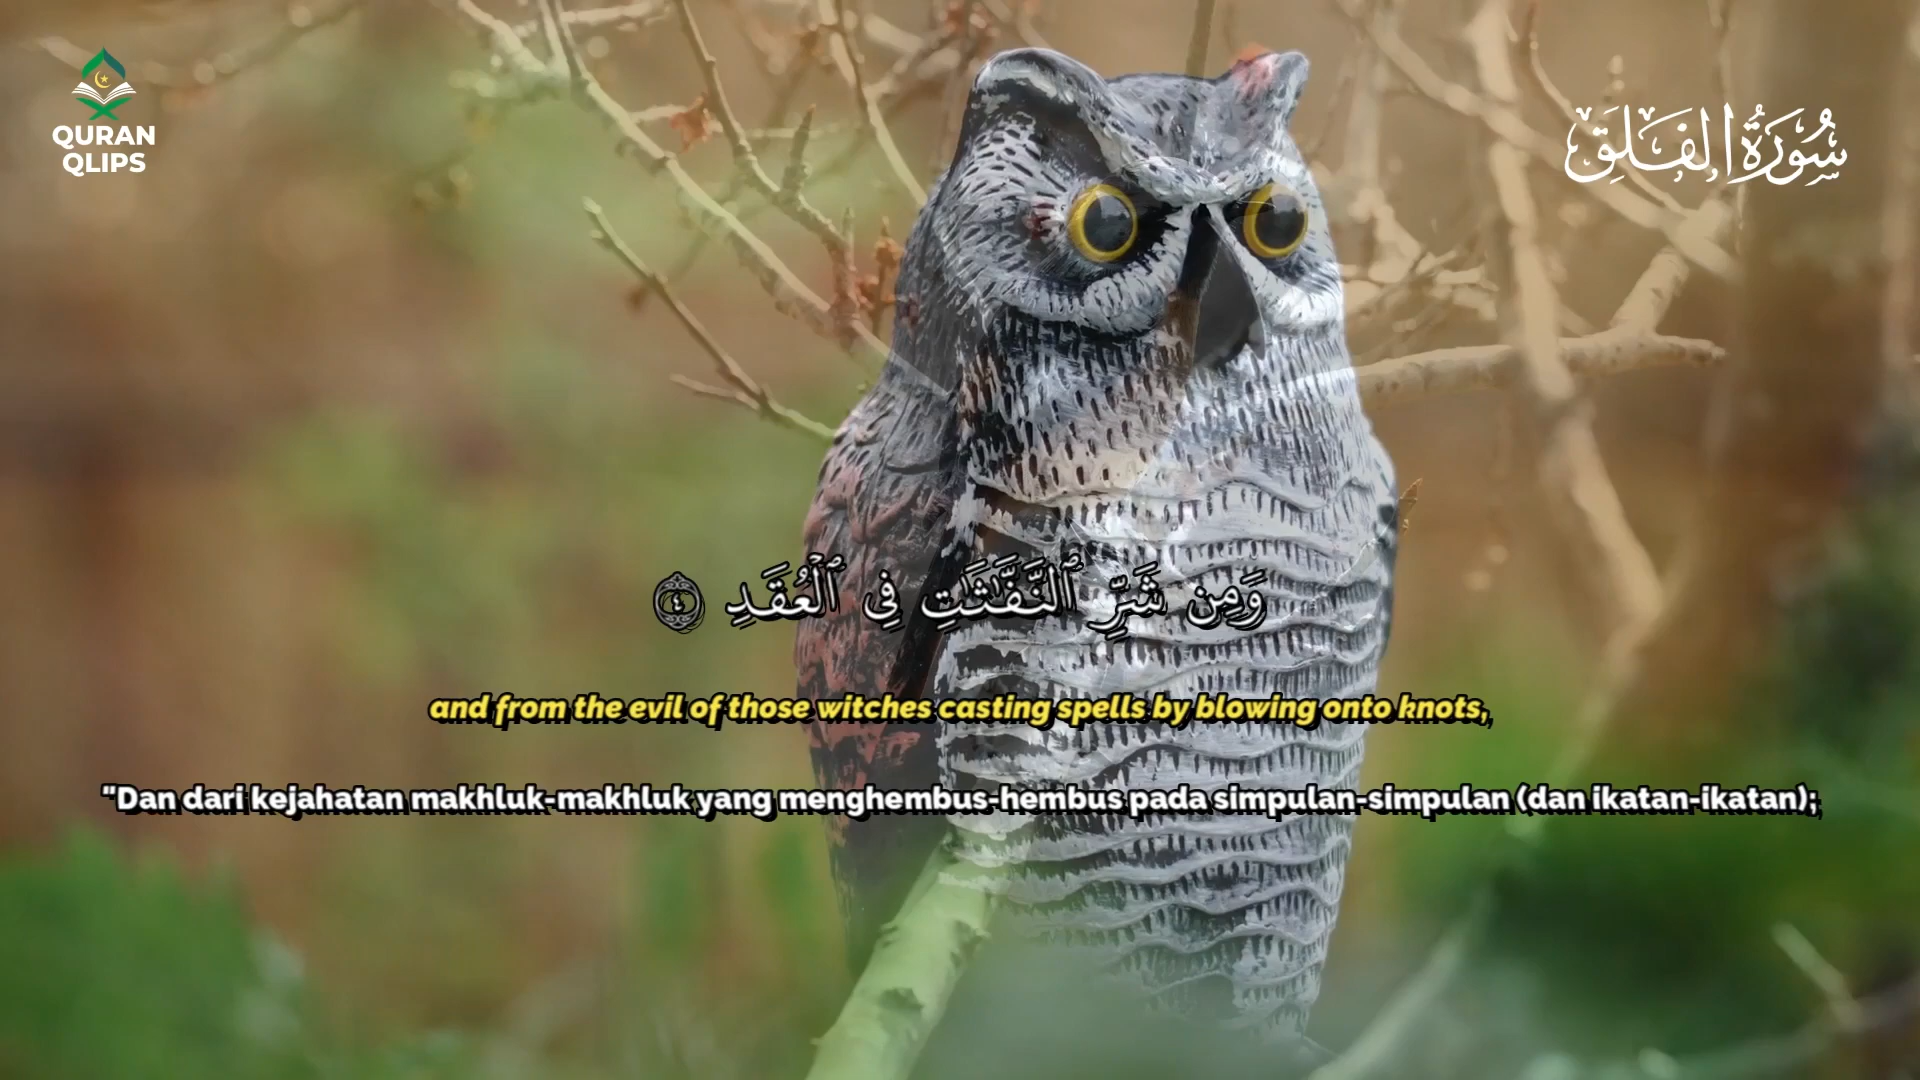 QURAN
QLIPS
سُورَةُ الفَلَقِ
وَمِن شَرِّ ٱلنَّفَّٰثَٰتِ فِى ٱلْعُقَدِ ٤
and from the evil of those witches casting spells by blowing onto knots,
"Dan dari kejahatan makhluk-makhluk yang menghembus-hembus pada simpulan-simpulan (dan ikatan-ikatan);